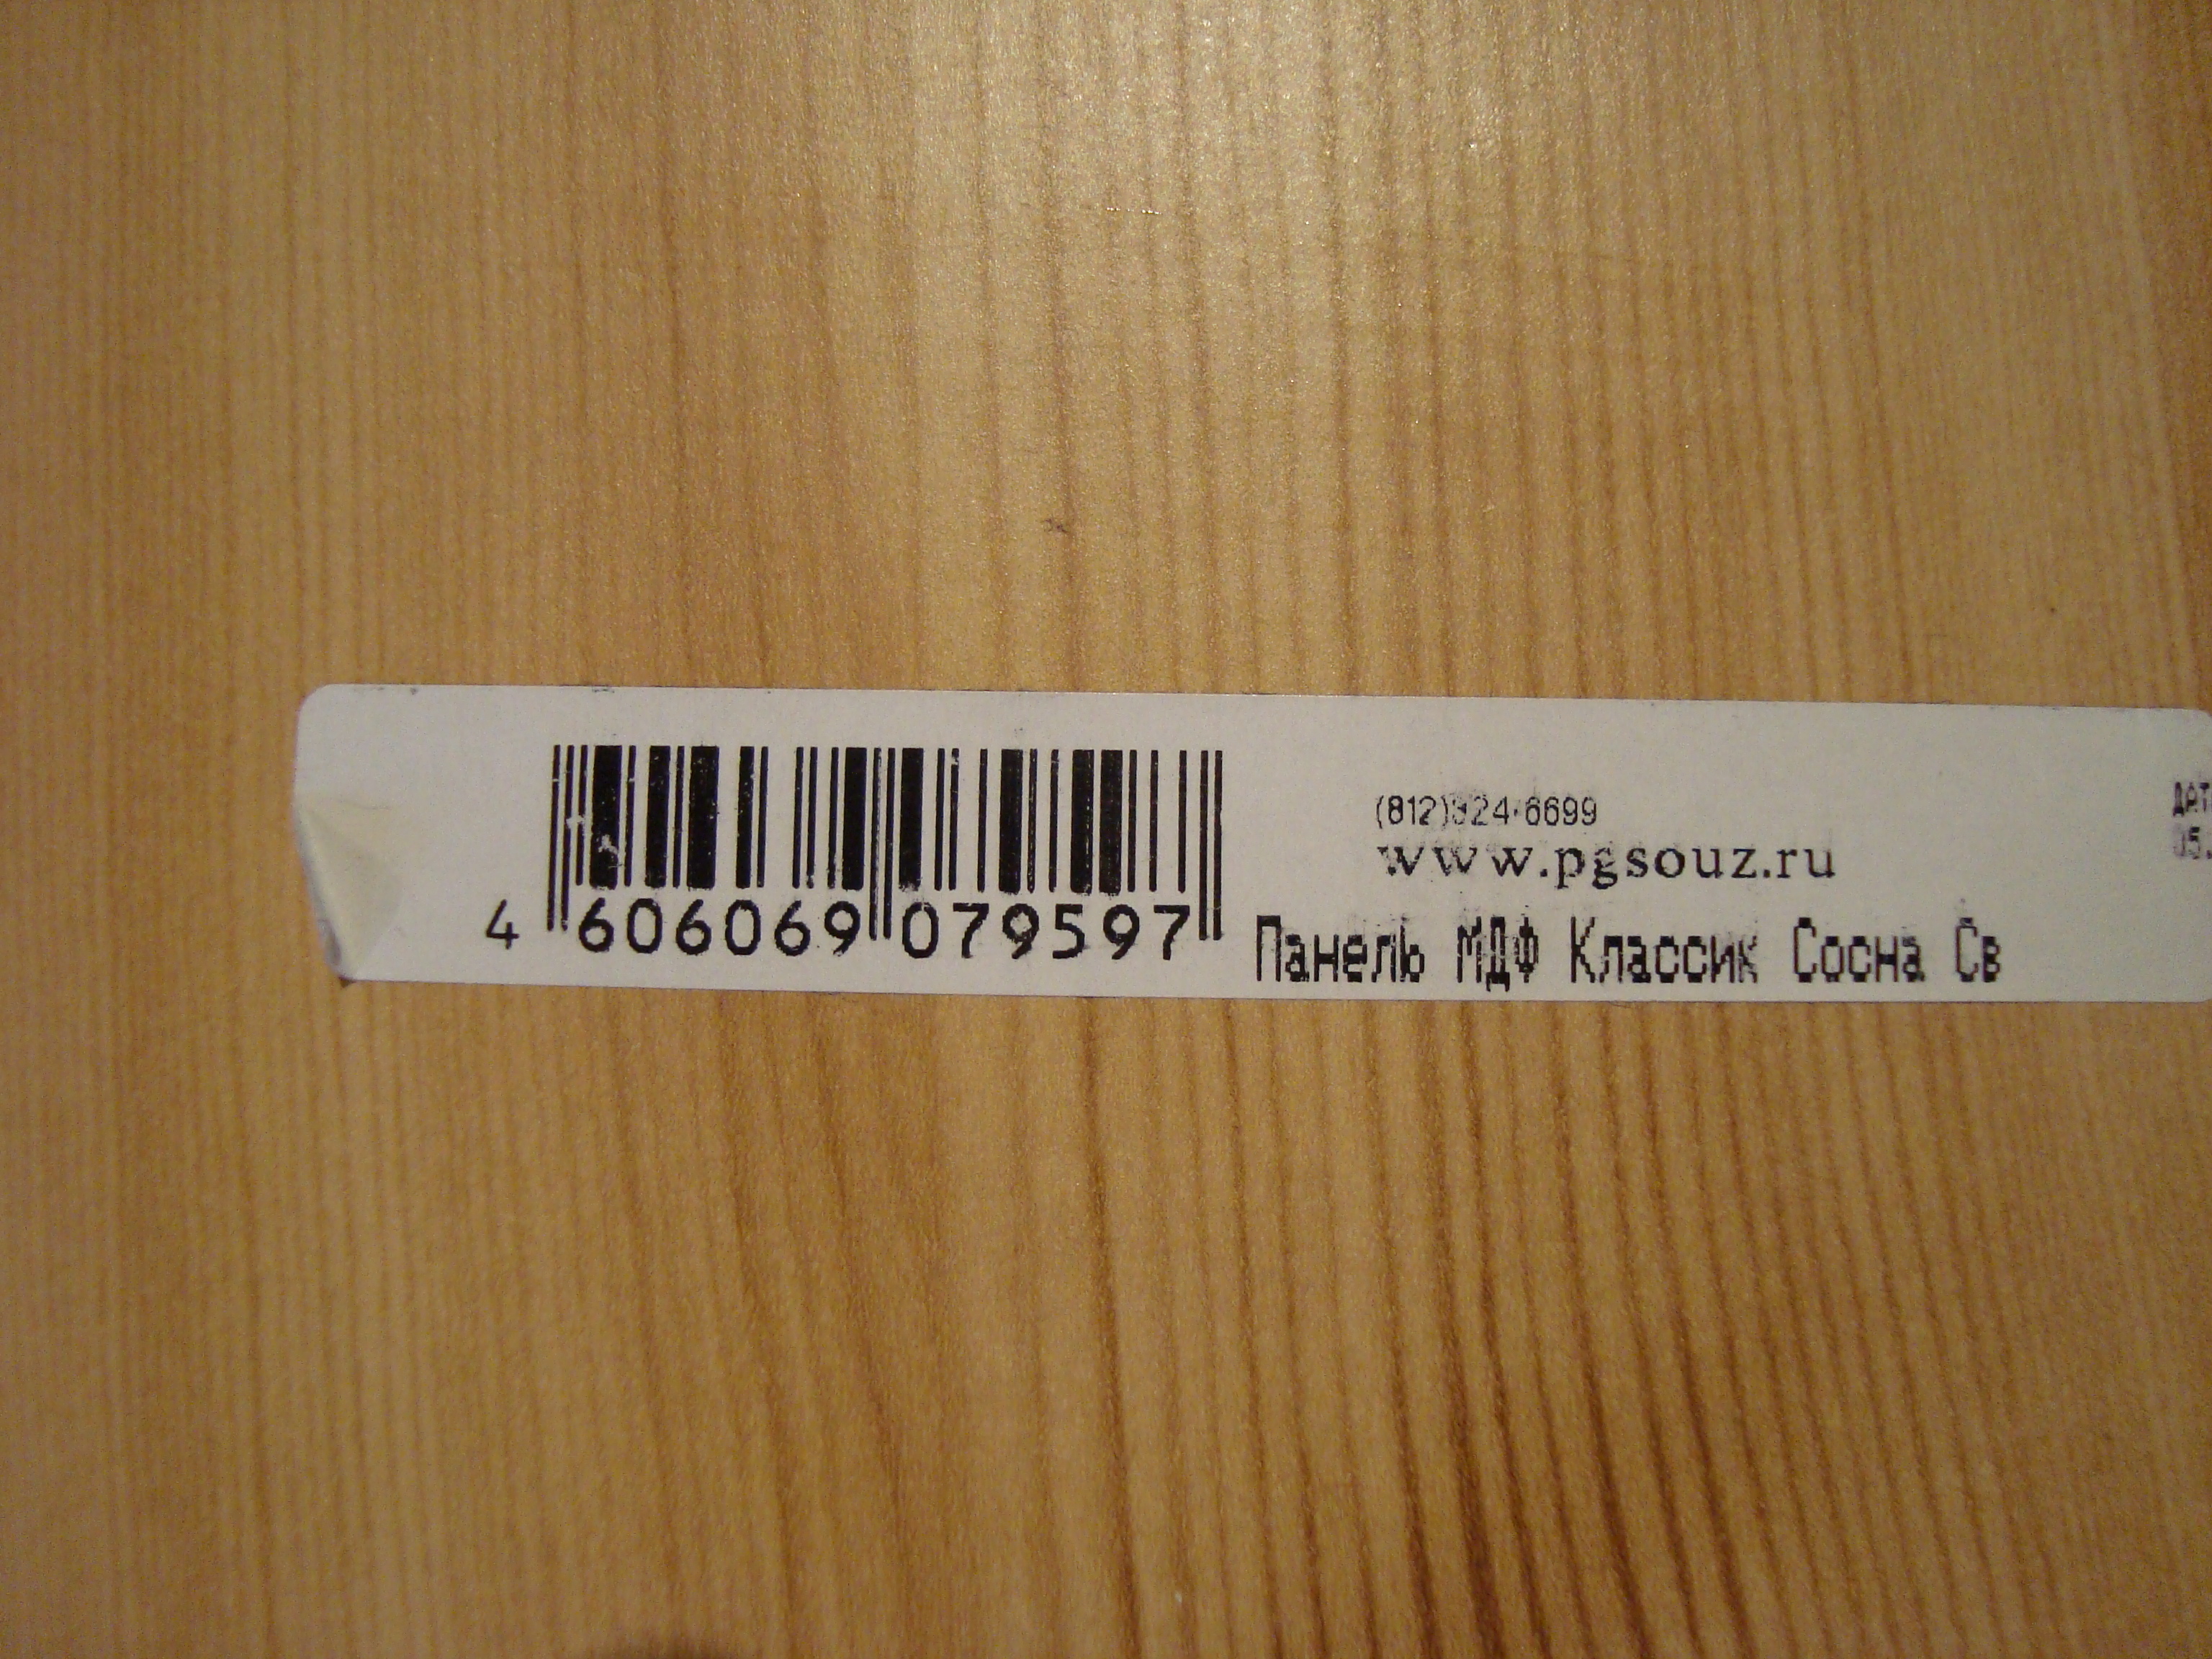 (812)324-6699
www.pgsouz.ru
4 606069 079597
Панель МДФ Классик Сосна Св